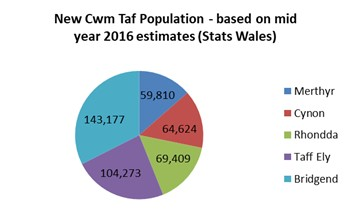 New Cwm Taf Population - based on mid
year 2016 estimates (Stats Wales)
59,810
64,624
69,409
104,273
143,177
Merthyr
Cynon
Rhondda
Taff Ely
Bridgend